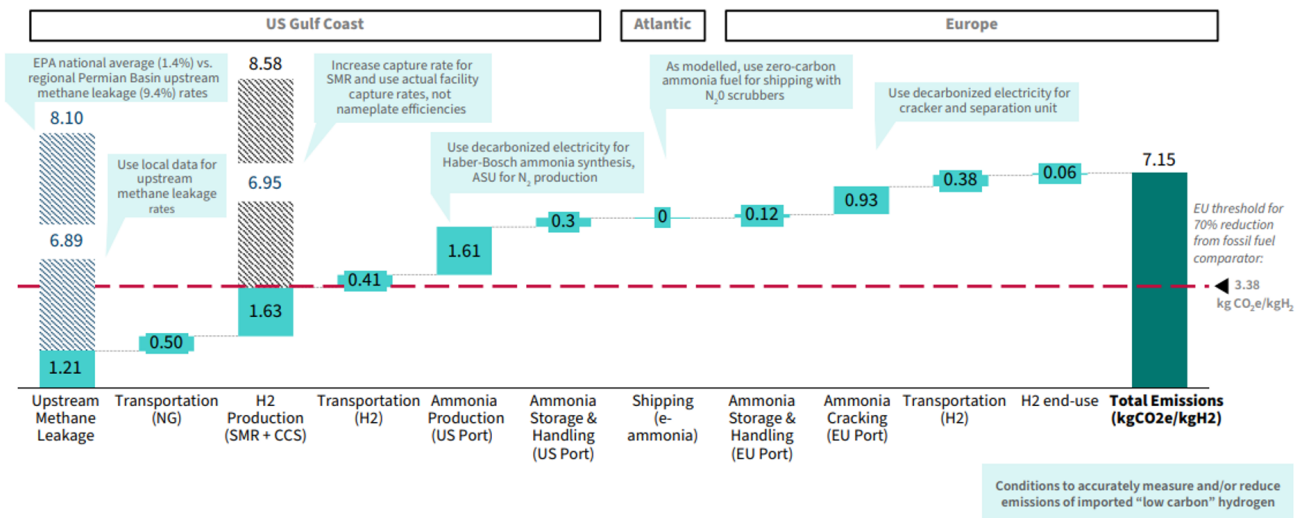 US Gulf Coast
Atlantic
Europe
EPA national average (1.4%) vs.
regional Permian Basin upstream
methane leakage (9.4%) rates
8.10
6.89
1.21
Use local data for
upstream
methane leakage
rates
0.50
8.58
6.95
1.63
Increase capture rate for
SMR and use actual facility
capture rates, not
nameplate efficiencies
0.41
Use decarbonized electricity for
Haber-Bosch ammonia synthesis,
ASU for N₂ production
1.61
0.3
As modelled, use zero-carbon
ammonia fuel for shipping with
N₂0 scrubbers
0
0.12
Use decarbonized electricity for
cracker and separation unit
0.93
0.38
0.06
7.15
EU threshold for
70% reduction
from fossil fuel
comparator:
3.38
kg CO₂e/kgH₂
Upstream
Methane
Leakage
Transportation
(NG)
H2
Production
(SMR + CCS)
Transportation
(H2)
Ammonia
Production
(US Port)
Ammonia
Storage &
Handling
(US Port)
Shipping
(e-
ammonia)
Ammonia
Storage &
Handling
(EU Port)
Ammonia
Cracking
(EU Port)
Transportation
(H2)
H2 end-use
Total Emissions
(kgCO2e/kgH2)
Conditions to accurately measure and/or reduce
emissions of imported “low carbon” hydrogen